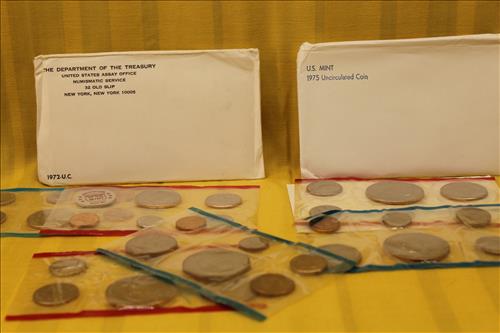 THE DEPARTMENT OF THE TREASURY
UNITED STATES ASSAY OFFICE
NUMISMATIC SERVICE
32 OLD SLIP
NEW YORK, NEW YORK 10005
1972-U.C.
U.S. MINT
1975 Uncirculated Coin